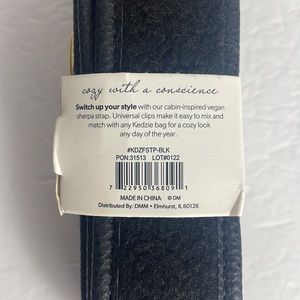 cozy with a conscience
Switch up your style with our cabin-inspired vegan
sherpa strap. Universal clips make it easy to mix and
match with any Kedzie bag for a cozy look
any day of the year.
#KDZFSTP-BLK
PON:31513 LOT#0122
7 22950 36809 1
MADE IN CHINA © DM
Distributed By: DMM • Elmhurst, IL 60126